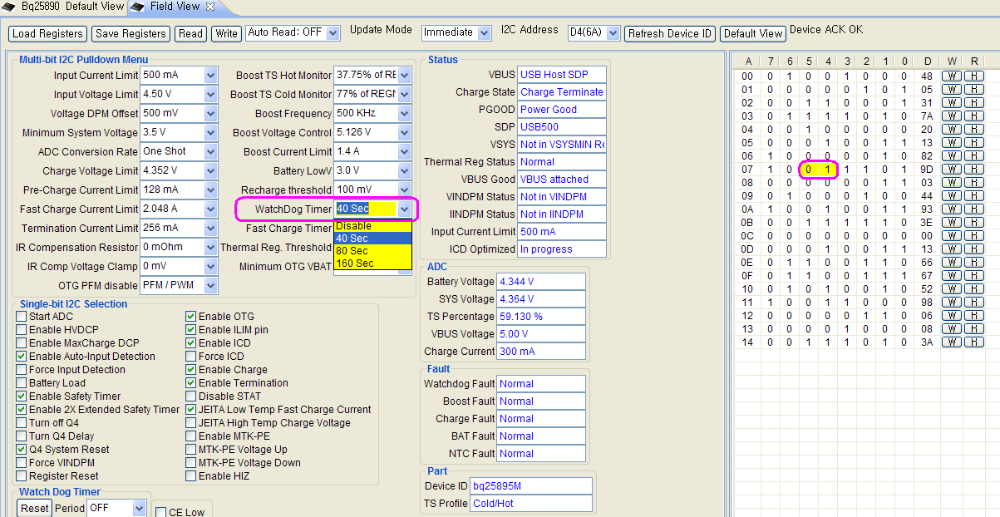 Bq25890 Default View
Field View
Load Registers
Save Registers
Read
Write
Auto Read: OFF
Update Mode
Immediate
I2C Address
D4(6A)
Refresh Device ID
Default View
Device ACK OK
Multi-bit I2C Pulldown Menu
Input Current Limit 500 mA
Input Voltage Limit 4.50 V
Voltage DPM Offset 500 mV
Minimum System Voltage 3.5 V
ADC Conversion Rate One Shot
Charge Voltage Limit 4.352 V
Pre-Charge Current Limit 128 mA
Fast Charge Current Limit 2.048 A
Termination Current Limit 256 mA
IR Compensation Resistor 0 mOhm
IR Comp Voltage Clamp 0 mV
OTG PFM disable PFM / PWM
Boost TS Hot Monitor 37.75% of RE
Boost TS Cold Monitor 77% of REGN
Boost Frequency 500 KHz
Boost Voltage Control 5.126 V
Boost Current Limit 1.4 A
Battery LowV 3.0 V
Recharge threshold 100 mV
WatchDog Timer 40 Sec
Fast Charge Timer
Thermal Reg. Threshold
Minimum OTG VBAT
Disable
40 Sec
80 Sec
160 Sec
Single-bit I2C Selection
Start ADC
Enable HVDCP
Enable MaxCharge DCP
Enable Auto-Input Detection
Force Input Detection
Battery Load
Enable Safety Timer
Enable 2X Extended Safety Timer
Turn off Q4
Turn Q4 Delay
Q4 System Reset
Force VINDPM
Register Reset
Enable OTG
Enable ILIM pin
Enable ICD
Force ICD
Enable Charge
Enable Termination
Disable STAT
JEITA Low Temp Fast Charge Current
JEITA High Temp Charge Voltage
Enable MTK-PE
MTK-PE Voltage Up
MTK-PE Voltage Down
Enable HIZ
Watch Dog Timer
Reset Period OFF
CE Low
Status
VBUS USB Host SDP
Charge State Charge Terminate
PGOOD Power Good
SDP USB500
VSYS Not in VSYSMIN Re
Thermal Reg Status Normal
VBUS Good VBUS attached
VINDPM Status Not in VINDPM
IINDPM Status Not in IINDPM
Input Current Limit 500 mA
ICD Optimized In progress
ADC
Battery Voltage 4.344 V
SYS Voltage 4.364 V
TS Percentage 59.130 %
VBUS Voltage 5.00 V
Charge Current 300 mA
Fault
Watchdog Fault Normal
Boost Fault Normal
Charge Fault Normal
BAT Fault Normal
NTC Fault Normal
Part
Device ID bq25895M
TS Profile Cold/Hot
A 7 6 5 4 3 2 1 0 D W R
00 0 1 0 0 1 0 0 0 48 W R
01 0 0 0 0 0 1 0 1 05 W R
02 0 0 1 1 0 0 0 1 31 W R
03 0 1 1 1 1 0 1 0 7A W R
04 0 0 1 0 0 0 0 0 20 W R
05 0 0 0 1 0 0 1 1 13 W R
06 1 0 0 0 0 0 1 0 82 W R
07 1 0 0 1 1 1 0 1 9D W R
08 0 0 0 0 0 0 1 1 03 W R
09 0 1 0 0 0 1 0 0 44 W R
0A 1 0 0 1 0 0 1 1 93 W R
0B 0 0 1 1 1 1 1 0 3E W R
0C 0 0 0 0 0 0 0 0 00 W R
0D 0 0 0 1 0 0 1 1 13 W R
0E 0 1 1 0 0 1 1 0 66 W R
0F 0 1 1 0 0 1 1 1 67 W R
10 0 1 0 1 0 0 1 0 52 W R
11 1 0 0 1 1 0 0 0 98 W R
12 0 0 0 0 0 1 1 0 06 W R
13 0 0 0 0 1 0 0 0 08 W R
14 0 0 1 1 1 0 1 0 3A W R